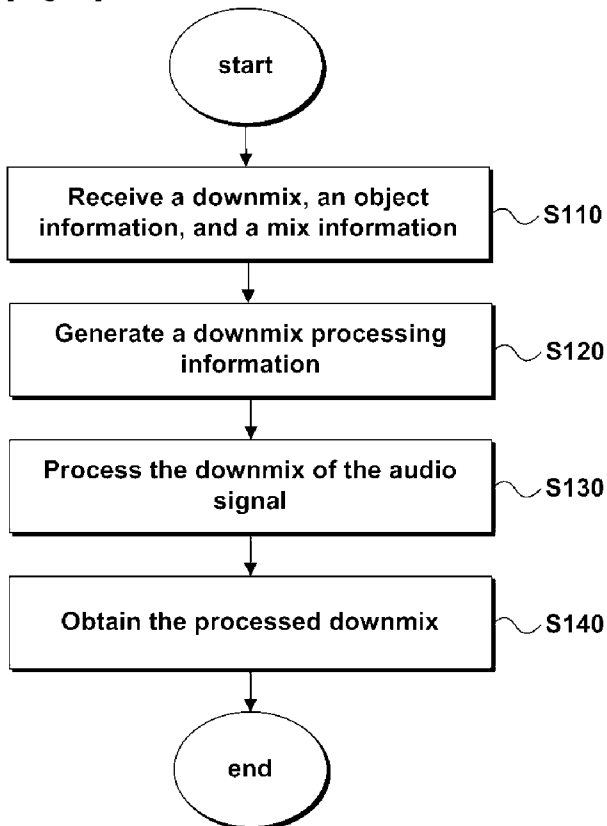 start
Receive a downmix, an object
information, and a mix information
S110
Generate a downmix processing
information
S120
Process the downmix of the audio
signal
S130
Obtain the processed downmix
S140
end